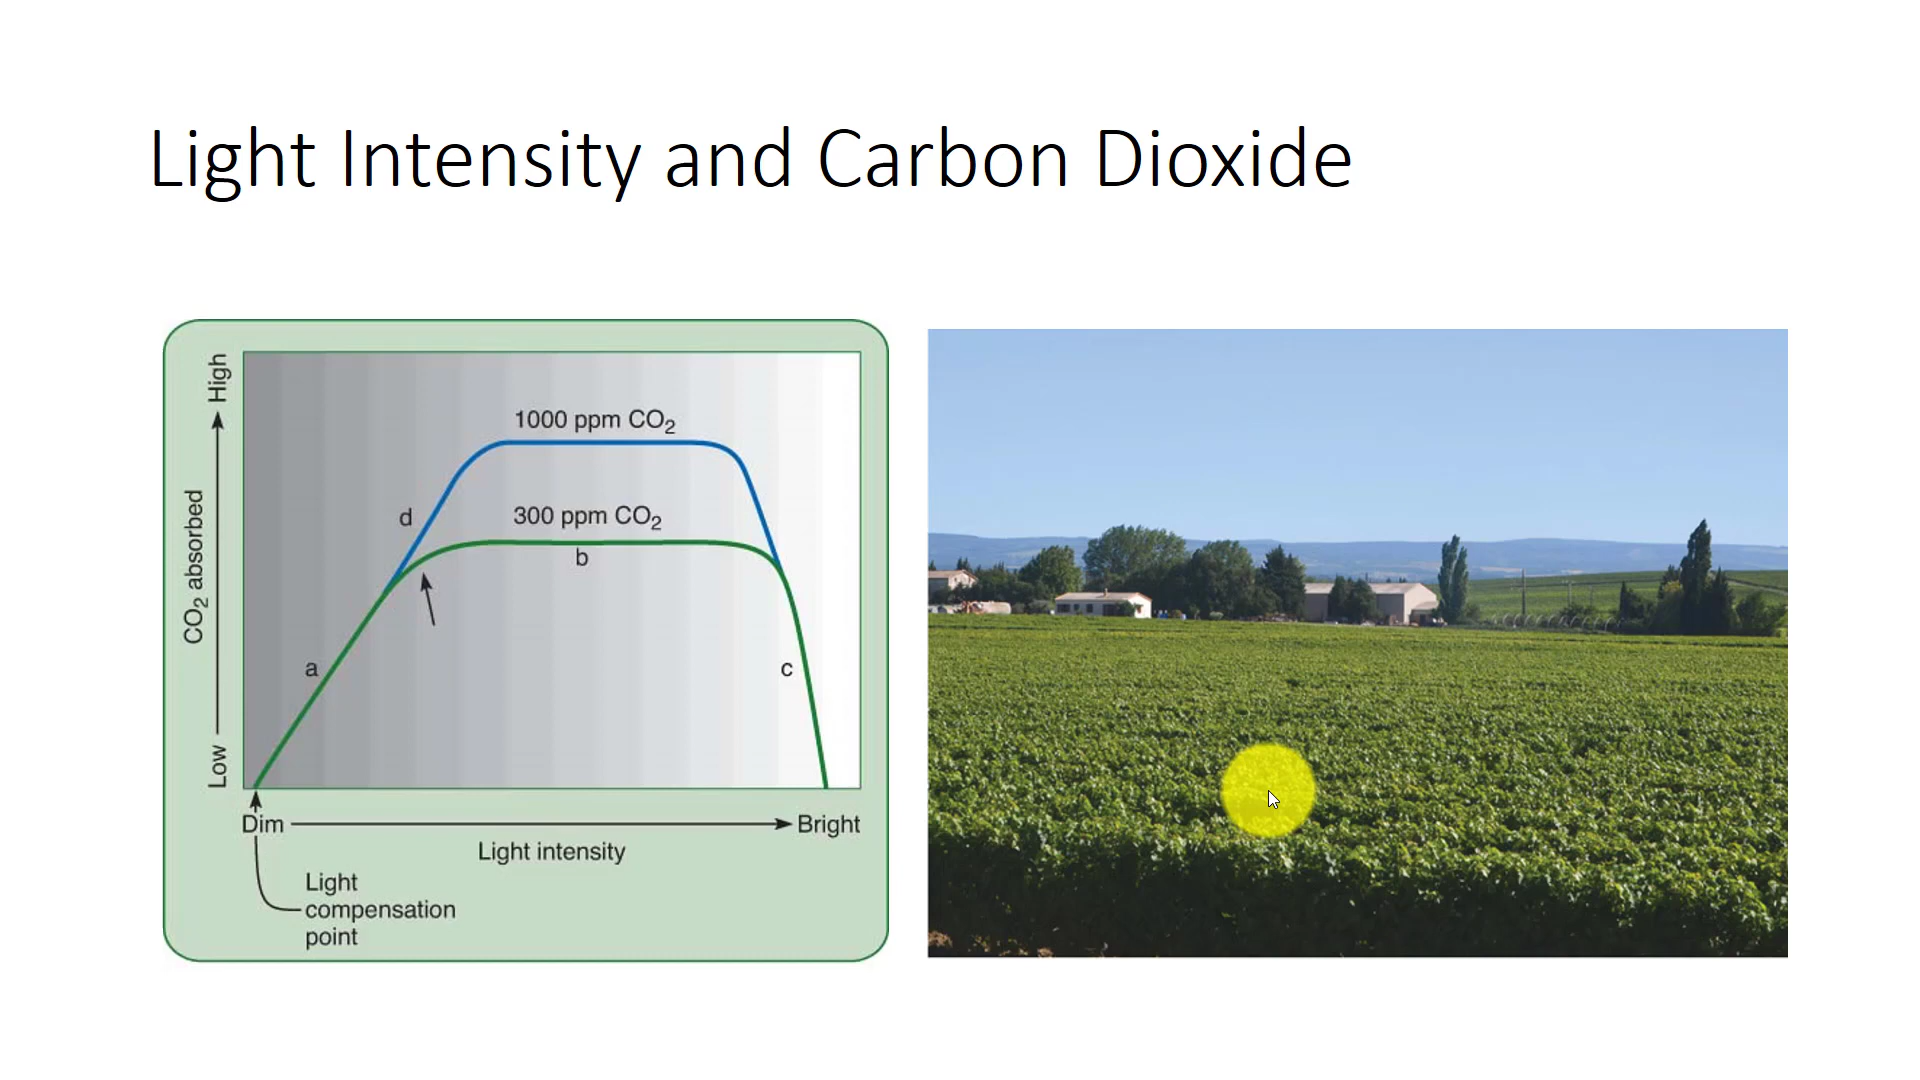 Light Intensity and Carbon Dioxide
High
CO₂ absorbed
Low
1000 ppm CO₂
d
300 ppm CO₂
b
a
c
Dim
Bright
Light intensity
Light
compensation
point